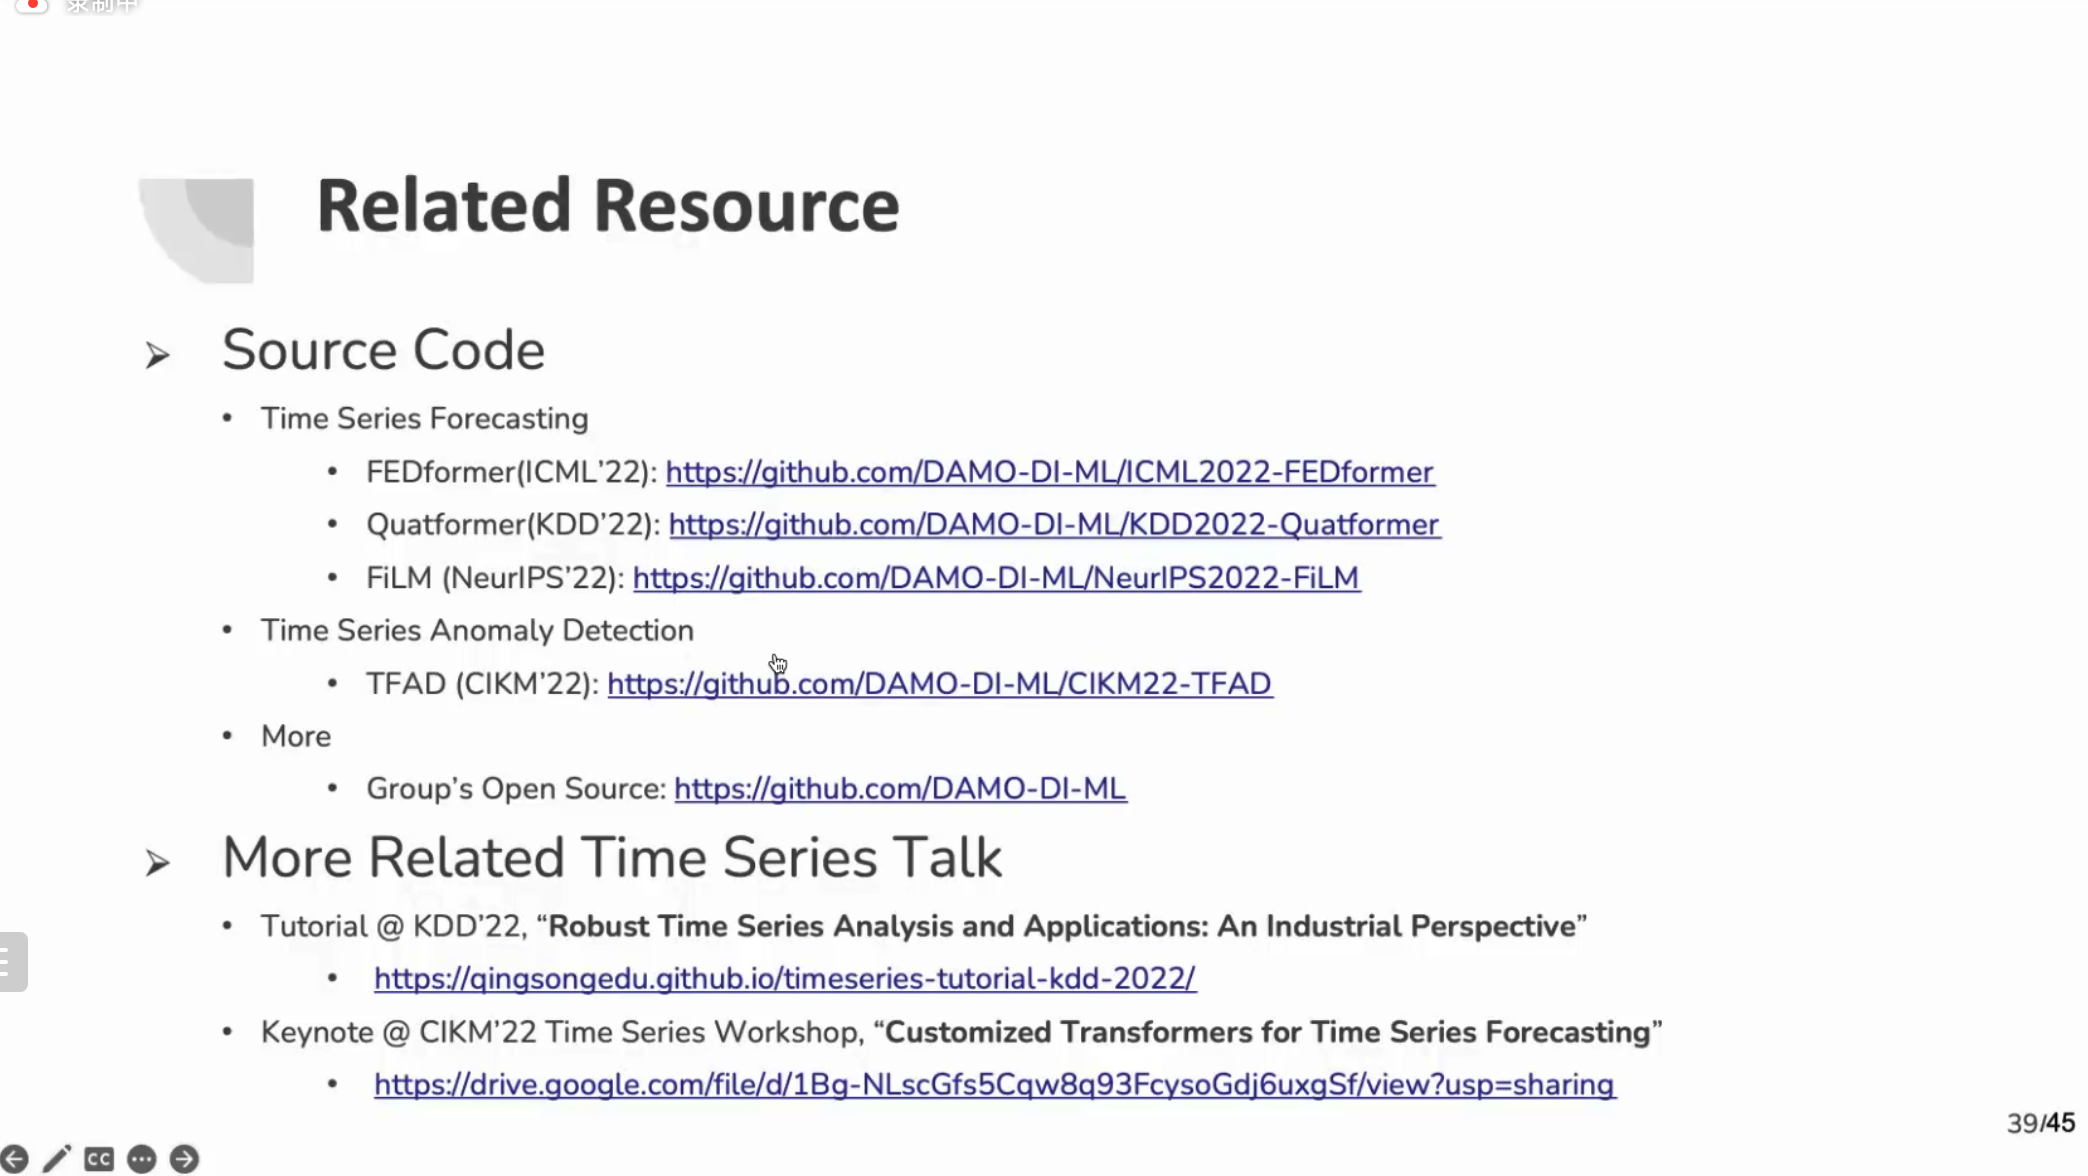 录制中
Related Resource
➢ Source Code
• Time Series Forecasting
• FEDformer(ICML’22): https://github.com/DAMO-DI-ML/ICML2022-FEDformer
• Quatformer(KDD’22): https://github.com/DAMO-DI-ML/KDD2022-Quatformer
• FiLM (NeurIPS’22): https://github.com/DAMO-DI-ML/NeurIPS2022-FiLM
• Time Series Anomaly Detection
• TFAD (CIKM’22): https://github.com/DAMO-DI-ML/CIKM22-TFAD
• More
• Group’s Open Source: https://github.com/DAMO-DI-ML
➢ More Related Time Series Talk
• Tutorial @ KDD’22, “Robust Time Series Analysis and Applications: An Industrial Perspective”
• https://qingsongedu.github.io/timeseries-tutorial-kdd-2022/
• Keynote @ CIKM’22 Time Series Workshop, “Customized Transformers for Time Series Forecasting”
• https://drive.google.com/file/d/1Bg-NLscGfs5Cqw8q93FcysoGdj6uxgSf/view?usp=sharing
39/45
CC